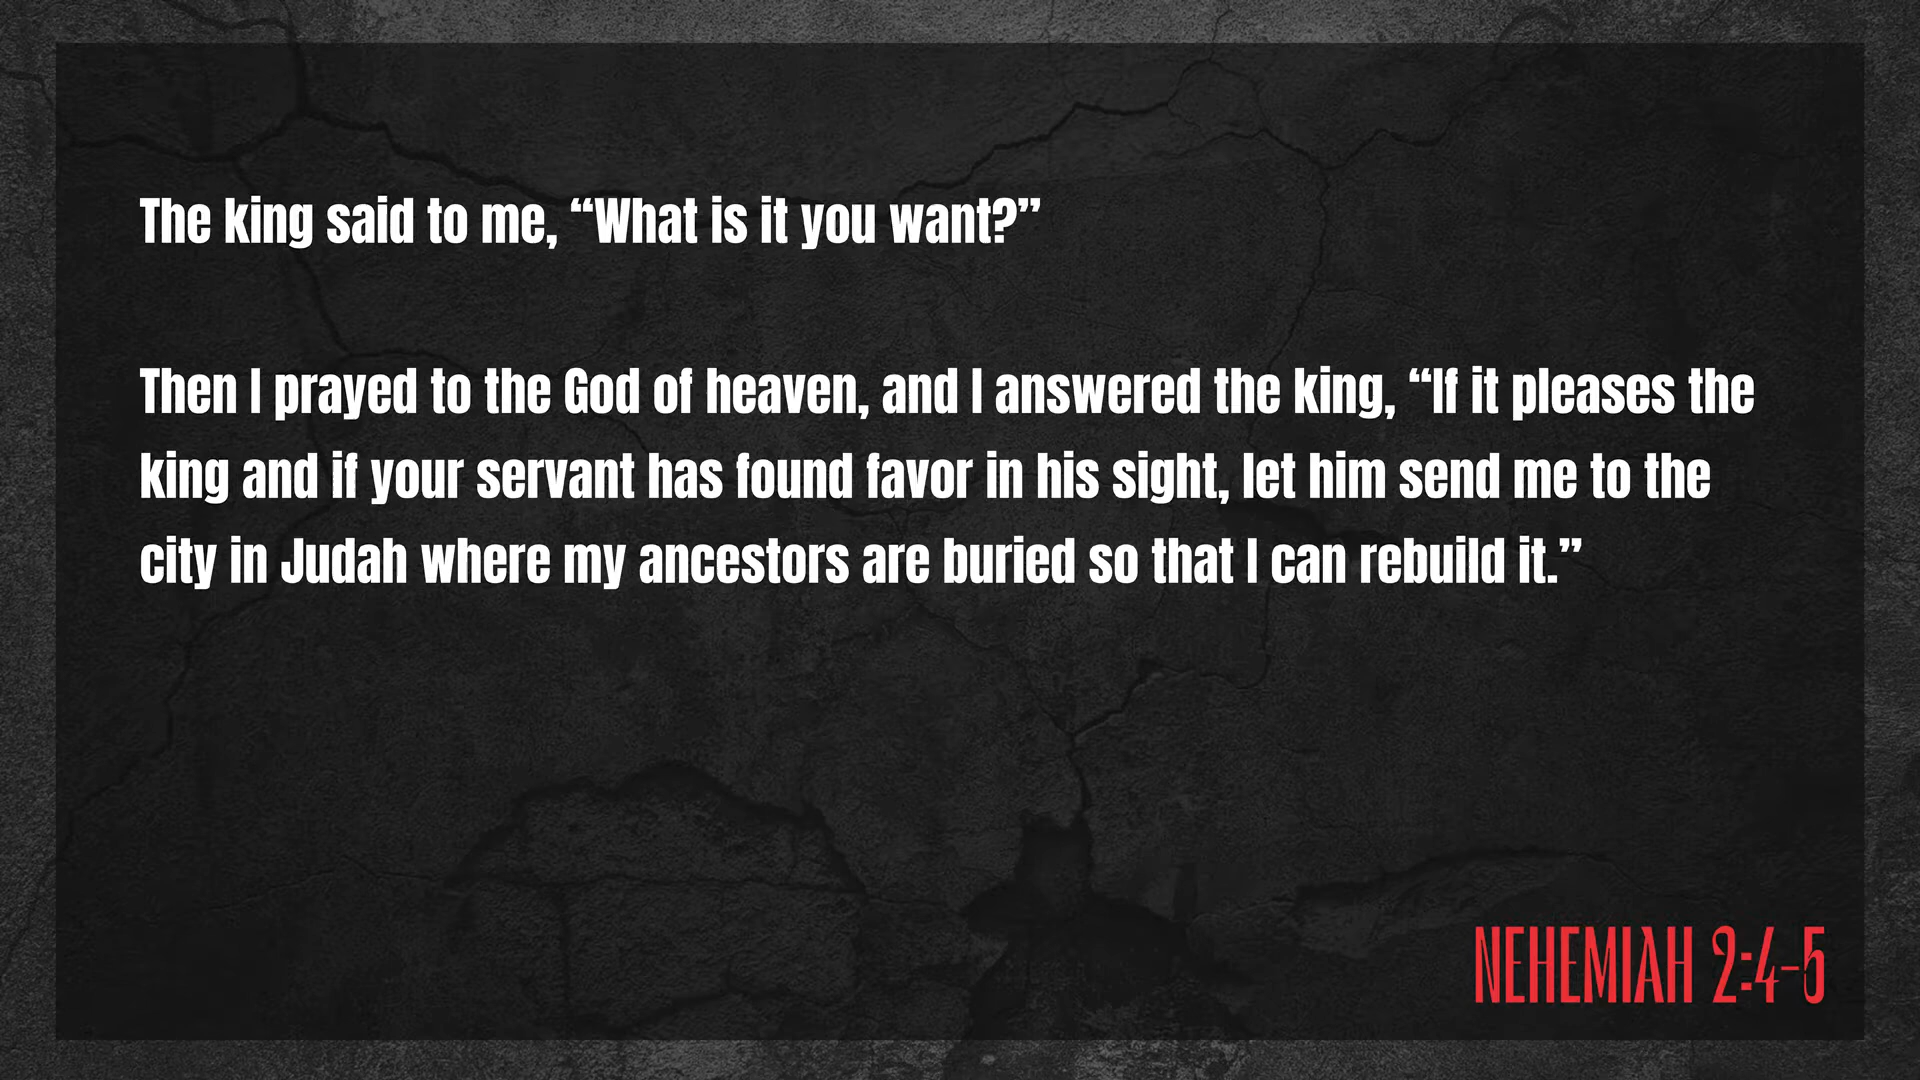 The king said to me, “What is it you want?”
Then I prayed to the God of heaven, and I answered the king, “If it pleases the
king and if your servant has found favor in his sight, let him send me to the
city in Judah where my ancestors are buried so that I can rebuild it.”
NEHEMIAH 2:4-5